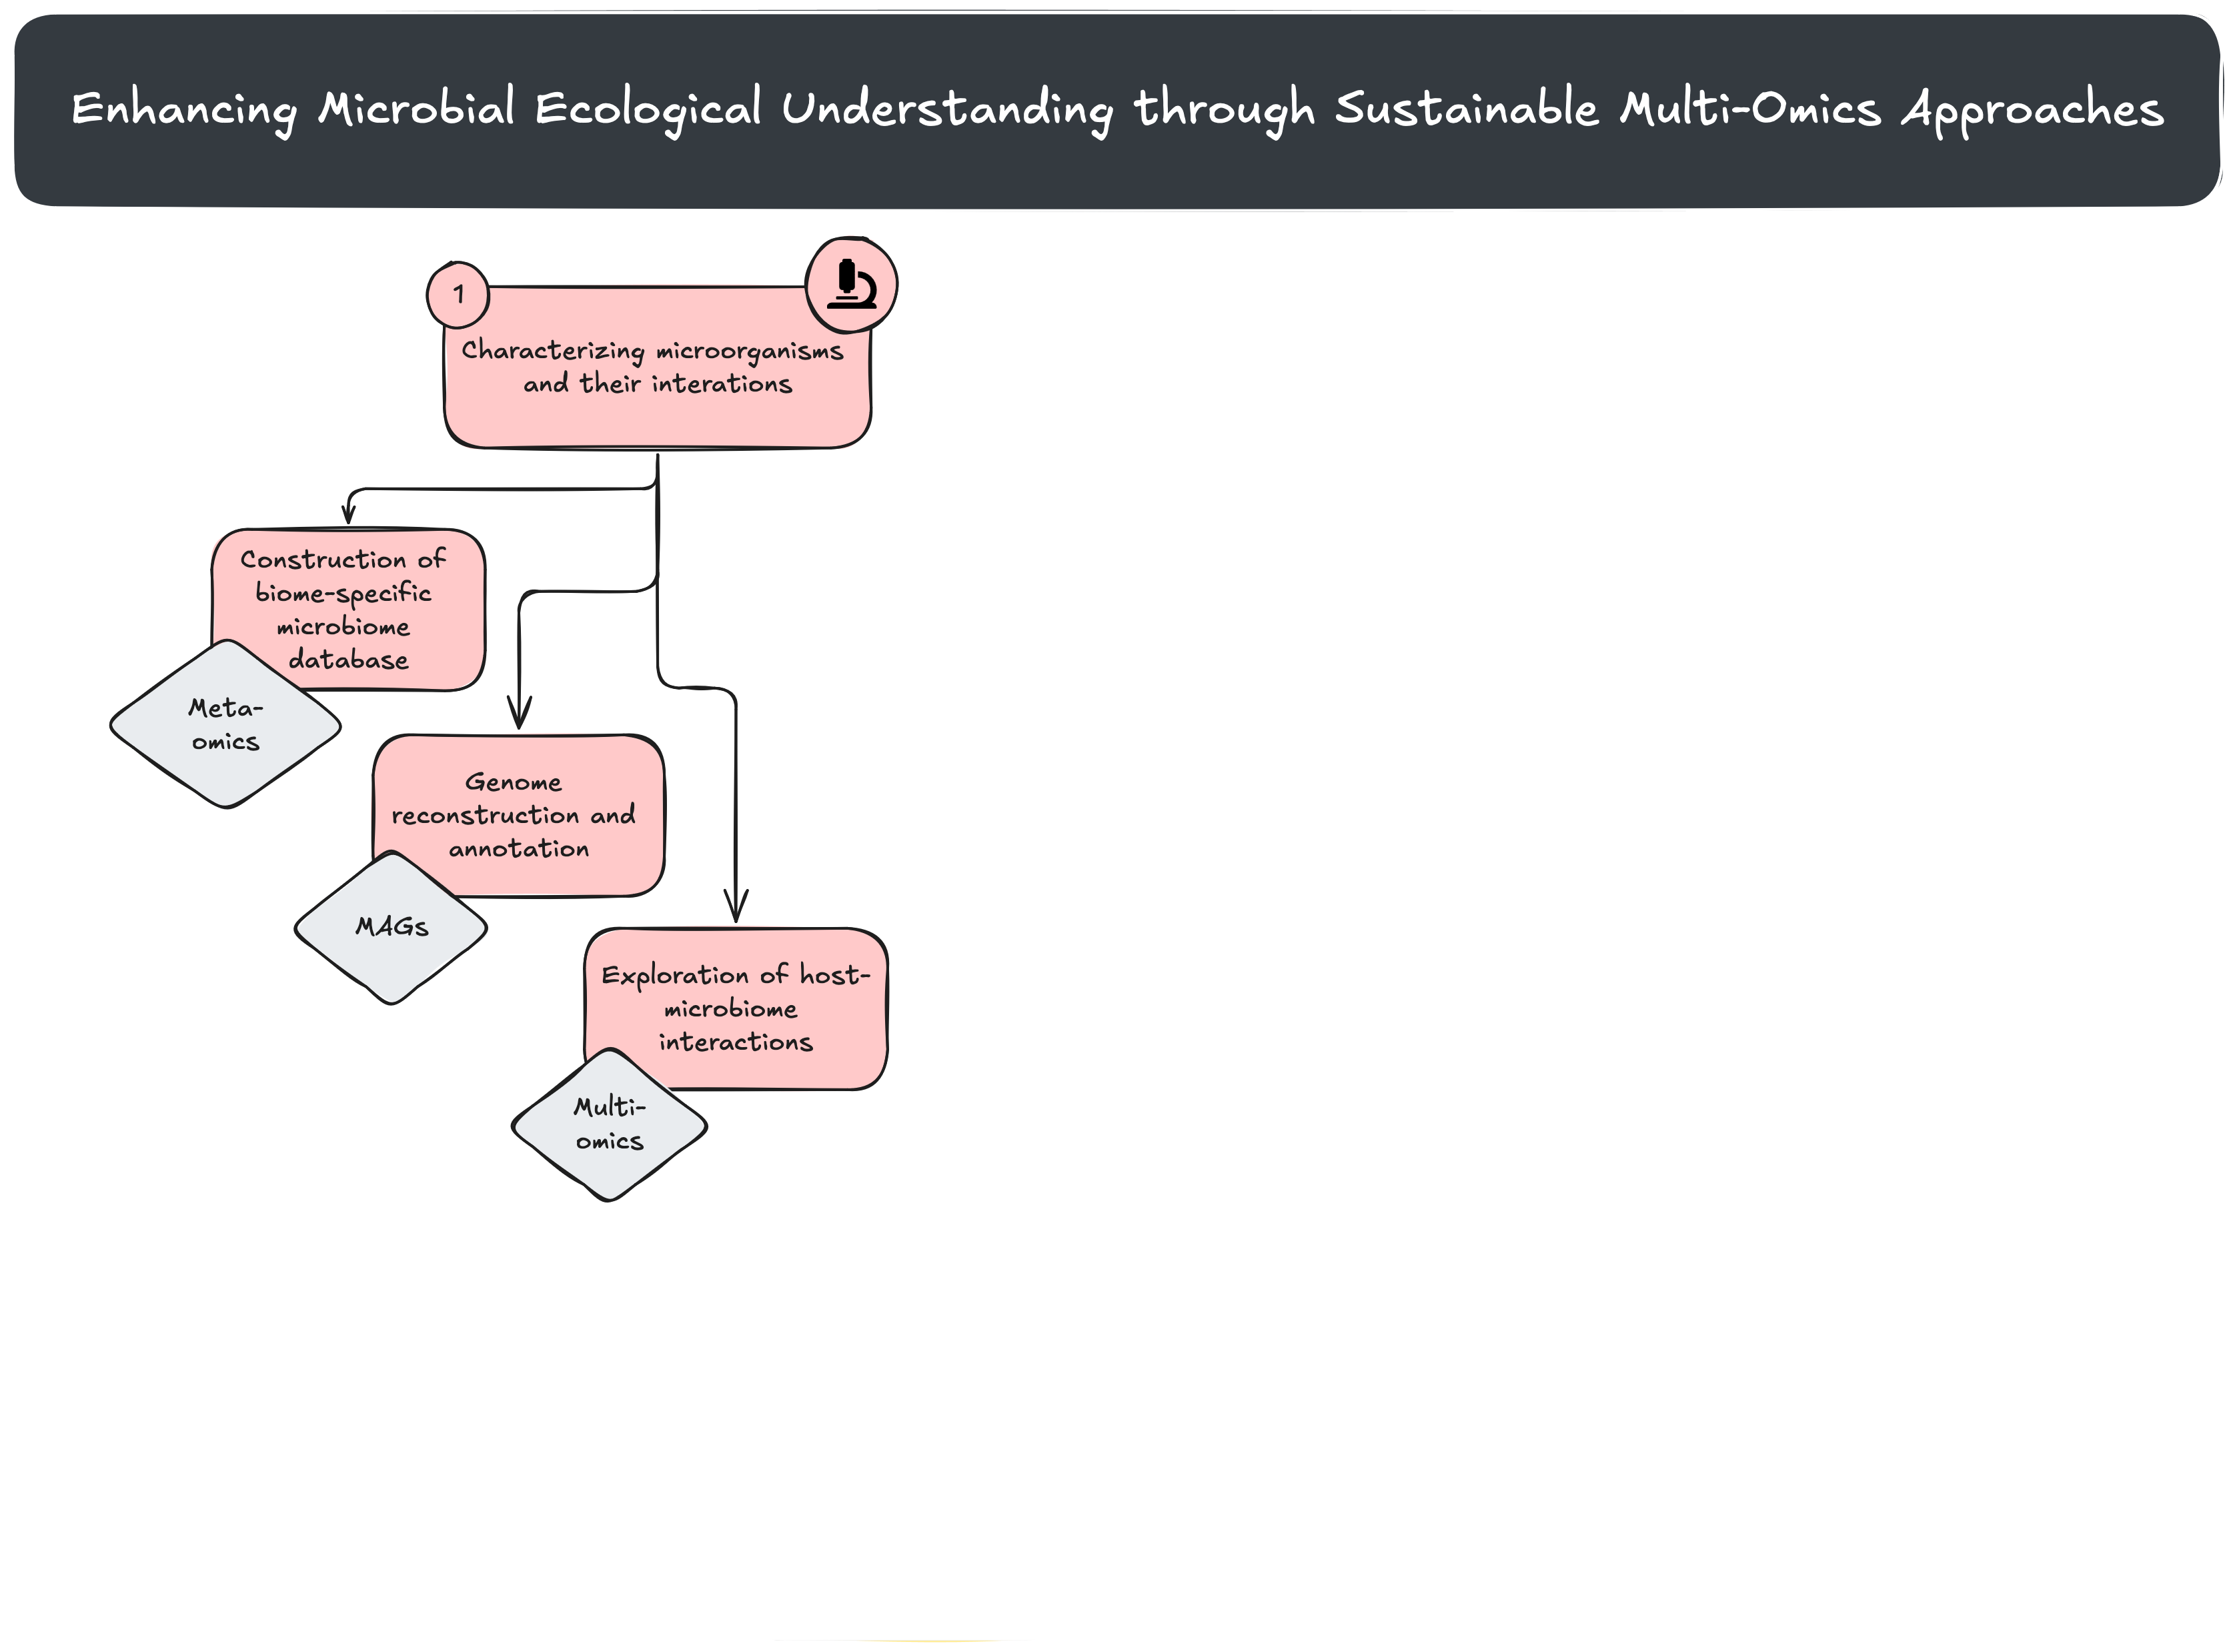 Enhancing Microbial Ecological Understanding through Sustainable Multi-Omics Approaches
1
Characterizing microorganisms
and their interations
Construction of
biome-specific
microbiome
database
Meta-
omics
Genome
reconstruction and
annotation
MAGs
Exploration of host-
microbiome
interactions
Multi-
omics